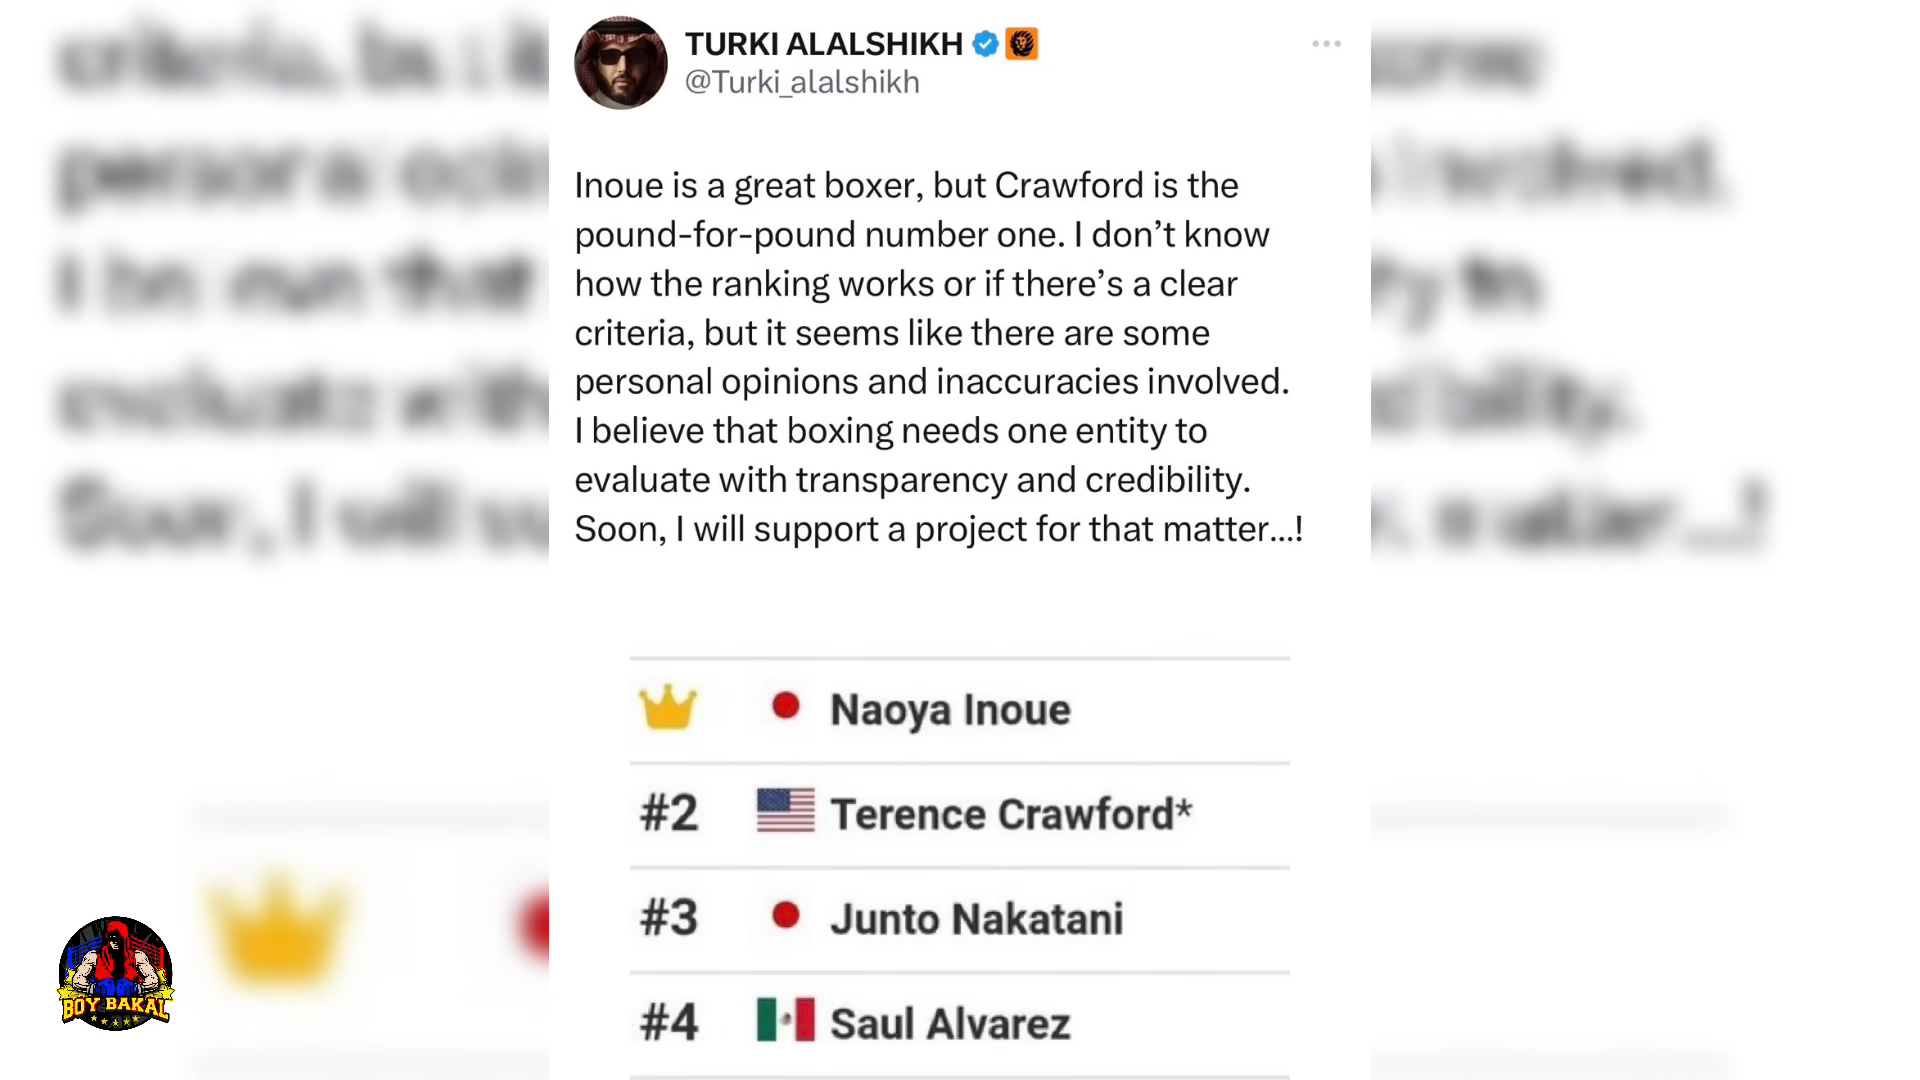 TURKI ALALSHIKH
@Turki_alalshikh
Inoue is a great boxer, but Crawford is the
pound-for-pound number one. I don’t know
how the ranking works or if there’s a clear
criteria, but it seems like there are some
personal opinions and inaccuracies involved.
I believe that boxing needs one entity to
evaluate with transparency and credibility.
Soon, I will support a project for that matter...!
Naoya Inoue
#2 Terence Crawford*
#3 Junto Nakatani
#4 Saul Alvarez
BOY BAKAL